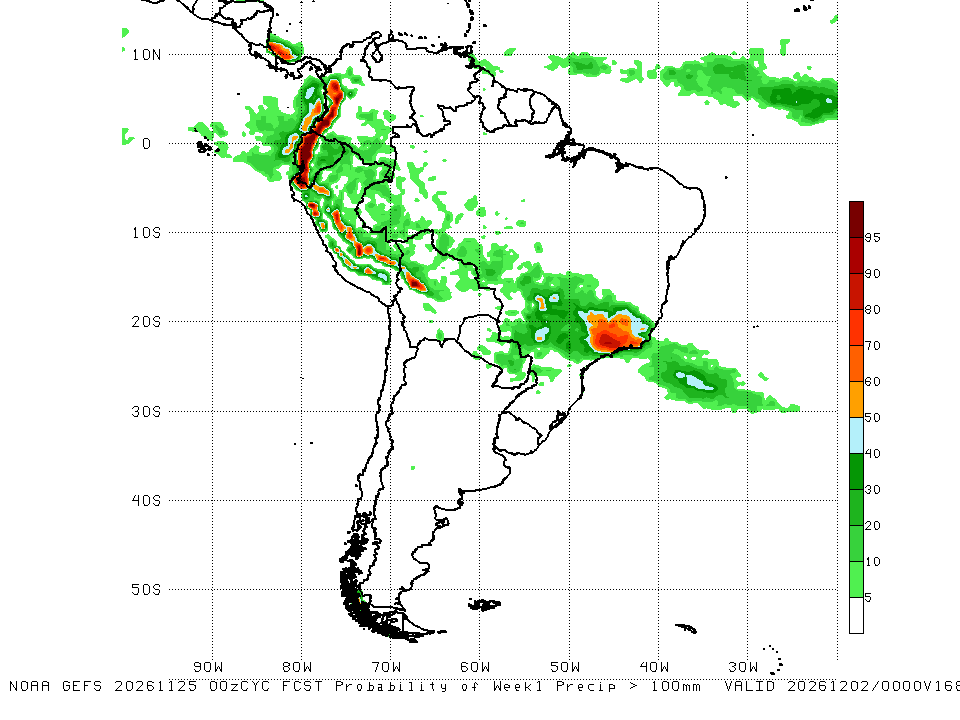 10N
0
10S
20S
30S
40S
50S
95
90
80
70
60
50
40
30
20
10
5
90W 80W 70W 60W 50W 40W 30W
NOAA GEFS 20261125 00zCYC FCST Probability of Week1 Precip > 100mm VALID 20261202/0000V168